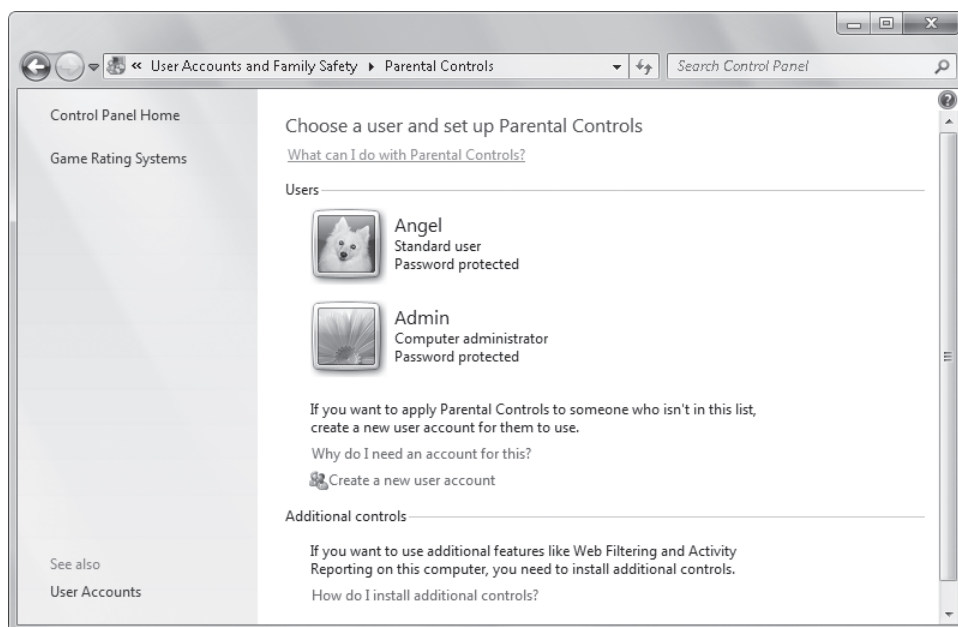 « User Accounts and Family Safety ▸ Parental Controls
Search Control Panel
Control Panel Home
Game Rating Systems
Choose a user and set up Parental Controls
What can I do with Parental Controls?
Users
Angel
Standard user
Password protected
Admin
Computer administrator
Password protected
If you want to apply Parental Controls to someone who isn't in this list,
create a new user account for them to use.
Why do I need an account for this?
Create a new user account
Additional controls
If you want to use additional features like Web Filtering and Activity
Reporting on this computer, you need to install additional controls.
How do I install additional controls?
See also
User Accounts